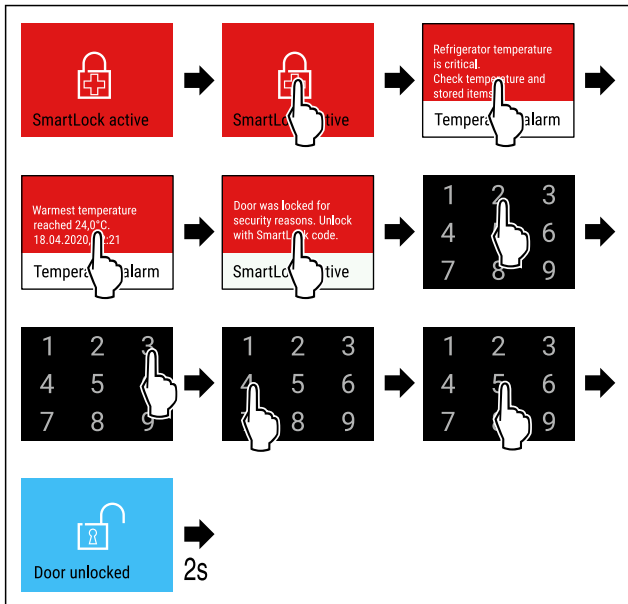 SmartLock active
SmartLo tive
Refrigerator temperature
is critical.
Check temperature and
stored items
Tempera alarm
Warmest temperature
reached 24,0°C.
18.04.2020, 2:21
Tempera alarm
Door was locked for
security reasons. Unlock
with SmartL k code.
SmartLo tive
1 2 3
4 6
7 8 9
1 2 3
4 5
7 8 9
1 2 3
4 5 6
8 9
1 2 3
4 5 6
7 9
Door unlocked
2s